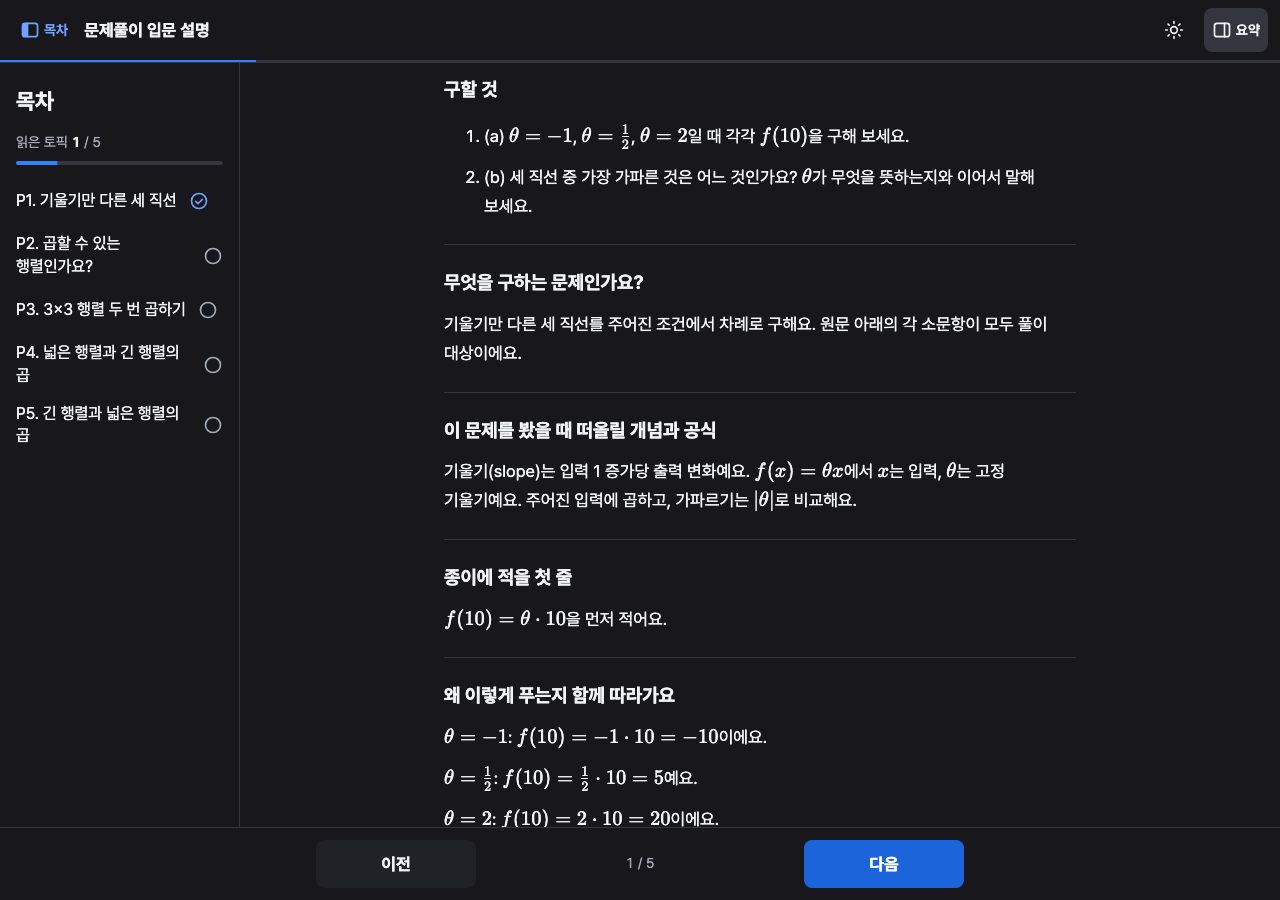 목차 문제풀이 입문 설명 요약
목차
읽은 토픽 1 / 5
P1. 기울기만 다른 세 직선
P2. 곱할 수 있는
행렬인가요?
P3. 3×3 행렬 두 번 곱하기
P4. 넓은 행렬과 긴 행렬의
곱
P5. 긴 행렬과 넓은 행렬의
곱
구할 것
1. (a) θ = −1, θ = 1/2, θ = 2일 때 각각 f(10)을 구해 보세요.
2. (b) 세 직선 중 가장 가파른 것은 어느 것인가요? θ가 무엇을 뜻하는지와 이어서 말해
보세요.
무엇을 구하는 문제인가요?
기울기만 다른 세 직선를 주어진 조건에서 차례로 구해요. 원문 아래의 각 소문항이 모두 풀이
대상이에요.
이 문제를 봤을 때 떠올릴 개념과 공식
기울기(slope)는 입력 1 증가당 출력 변화예요. f(x) = θx에서 x는 입력, θ는 고정
기울기예요. 주어진 입력에 곱하고, 가파르기는 |θ|로 비교해요.
종이에 적을 첫 줄
f(10) = θ · 10을 먼저 적어요.
왜 이렇게 푸는지 함께 따라가요
θ = −1: f(10) = −1 · 10 = −10이에요.
θ = 1/2: f(10) = 1/2 · 10 = 5예요.
θ = 2: f(10) = 2 · 10 = 20이에요.
이전 1 / 5 다음